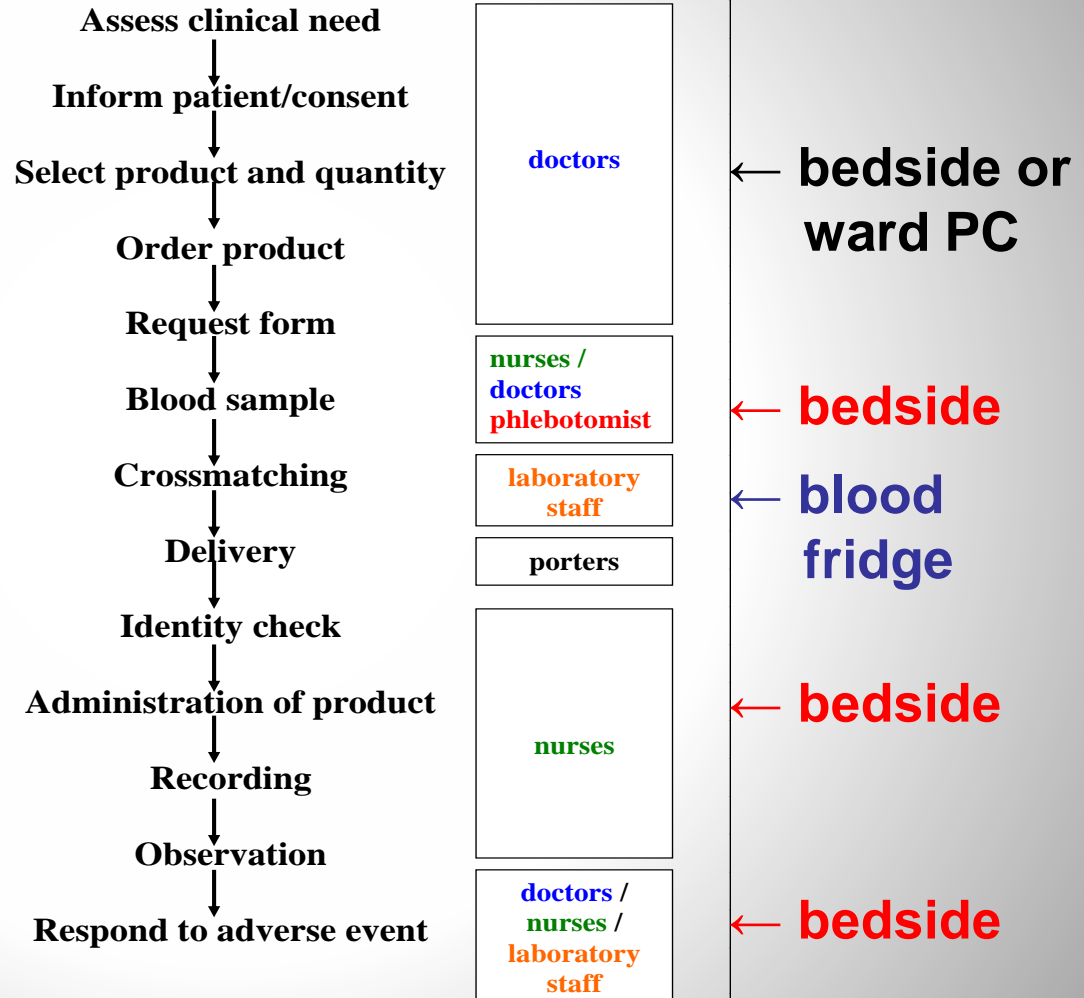 Assess clinical need
Inform patient/consent
Select product and quantity
Order product
Request form
Blood sample
Crossmatching
Delivery
Identity check
Administration of product
Recording
Observation
Respond to adverse event
doctors
nurses /
doctors
phlebotomist
laboratory
staff
porters
nurses
doctors /
nurses /
laboratory
staff
← bedside or
ward PC
← bedside
← blood
fridge
← bedside
← bedside